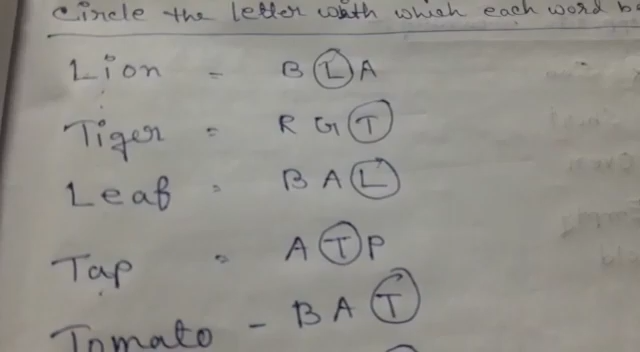 Circle the letter with which each word b
Lion - B L A
Tiger = R G T
Leaf = B A L
Tap = A T P
Tomato - B A T